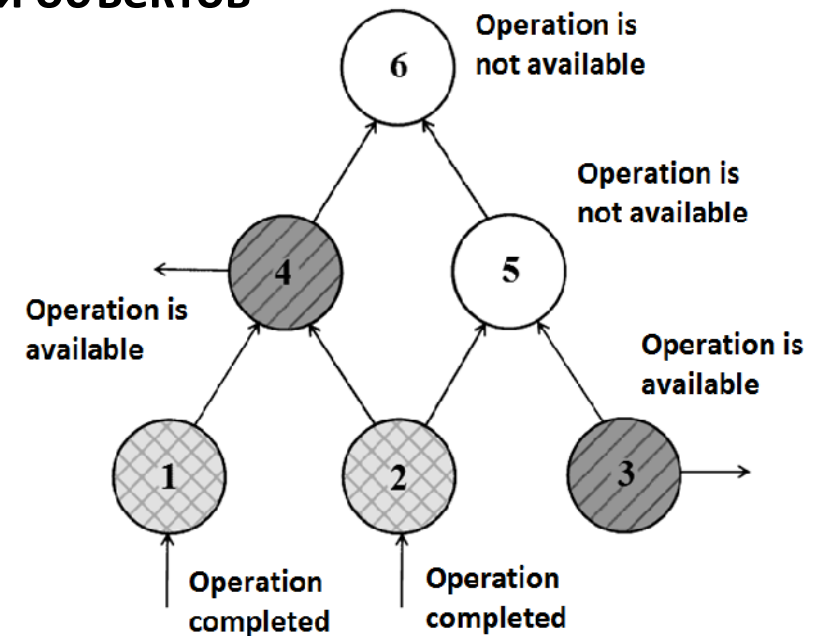 6
Operation is
not available
Operation is
not available
4
5
Operation is
available
Operation is
available
1
2
3
Operation
completed
Operation
completed